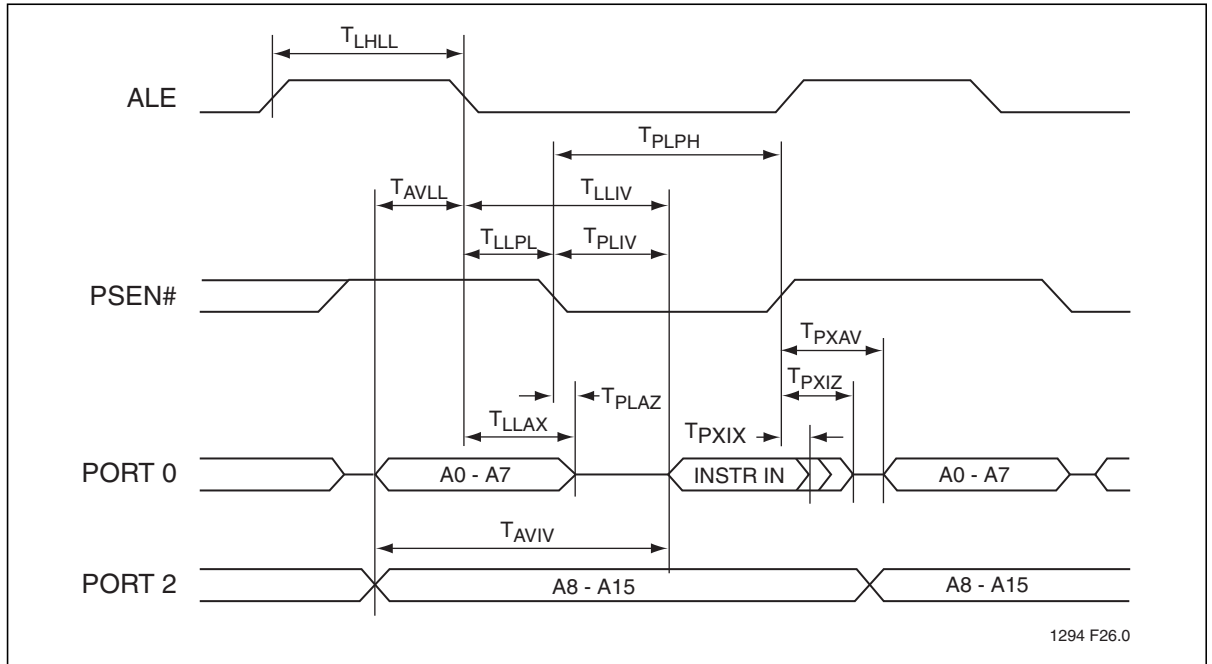 TLHLL
ALE
TPLPH
TAVLL
TLLIV
TLLPL
TPLIV
PSEN#
TPXAV
TPXIZ
TPLAZ
TLLAX
TPXIX
PORT 0
A0 - A7
INSTR IN
A0 - A7
TAVIV
PORT 2
A8 - A15
A8 - A15
1294 F26.0